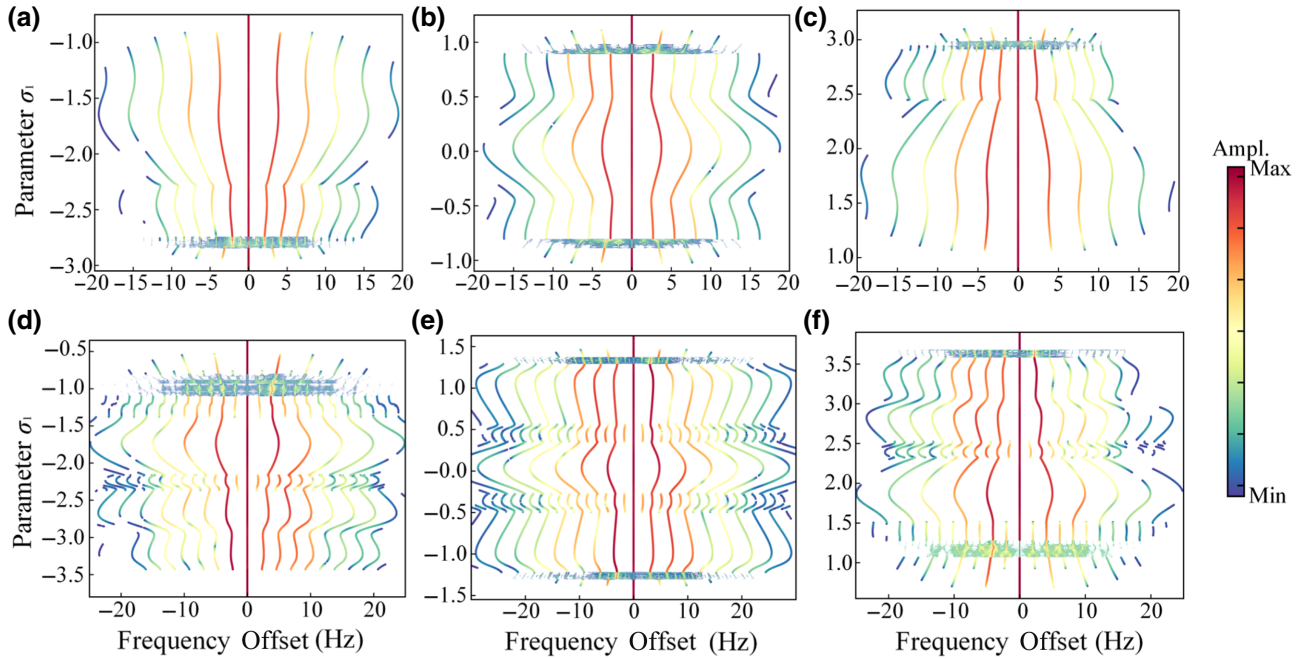 (a) (b) (c)
Parameter σ₁
−1.0 −1.5 −2.0 −2.5 −3.0
1.0 0.5 0.0 −0.5 −1.0
3.0 2.5 2.0 1.5 1.0
−20 −15 −10 −5 0 5 10 15 20
−20 −15 −10 −5 0 5 10 15 20
−20 −15 −10 −5 0 5 10 15 20
Ampl.
Max
Min
(d) (e) (f)
Parameter σ₁
−0.5 −1.0 −1.5 −2.0 −2.5 −3.0 −3.5
1.5 1.0 0.5 −0.0 −0.5 −1.0 −1.5
3.5 3.0 2.5 2.0 1.5 1.0
−20 −10 0 10 20
−20 −10 0 10 20
−20 −10 0 10 20
Frequency Offset (Hz) Frequency Offset (Hz) Frequency Offset (Hz)